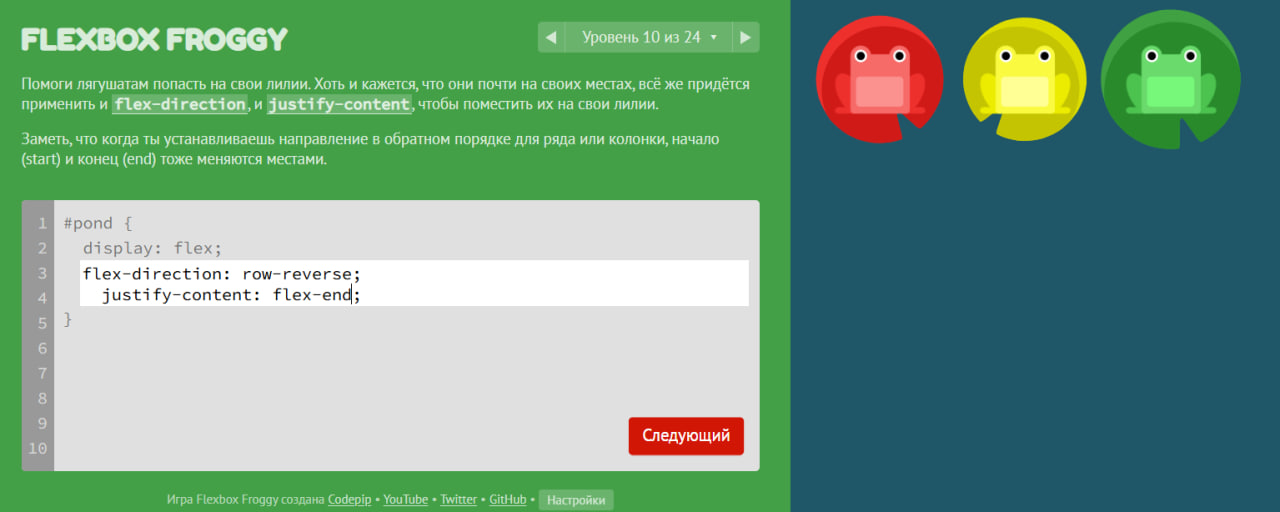 FLEXBOX FROGGY
◀ Уровень 10 из 24 ▼ ▶
Помоги лягушатам попасть на свои лилии. Хоть и кажется, что они почти на своих местах, всё же придётся
применить и flex-direction, и justify-content, чтобы поместить их на свои лилии.
Заметь, что когда ты устанавливаешь направление в обратном порядке для ряда или колонки, начало
(start) и конец (end) тоже меняются местами.
1 #pond {
2 display: flex;
3 flex-direction: row-reverse;
4 justify-content: flex-end;
5 }
6
7
8
9
10
Следующий
Игра Flexbox Froggy создана Codepip • YouTube • Twitter • GitHub • Настройки